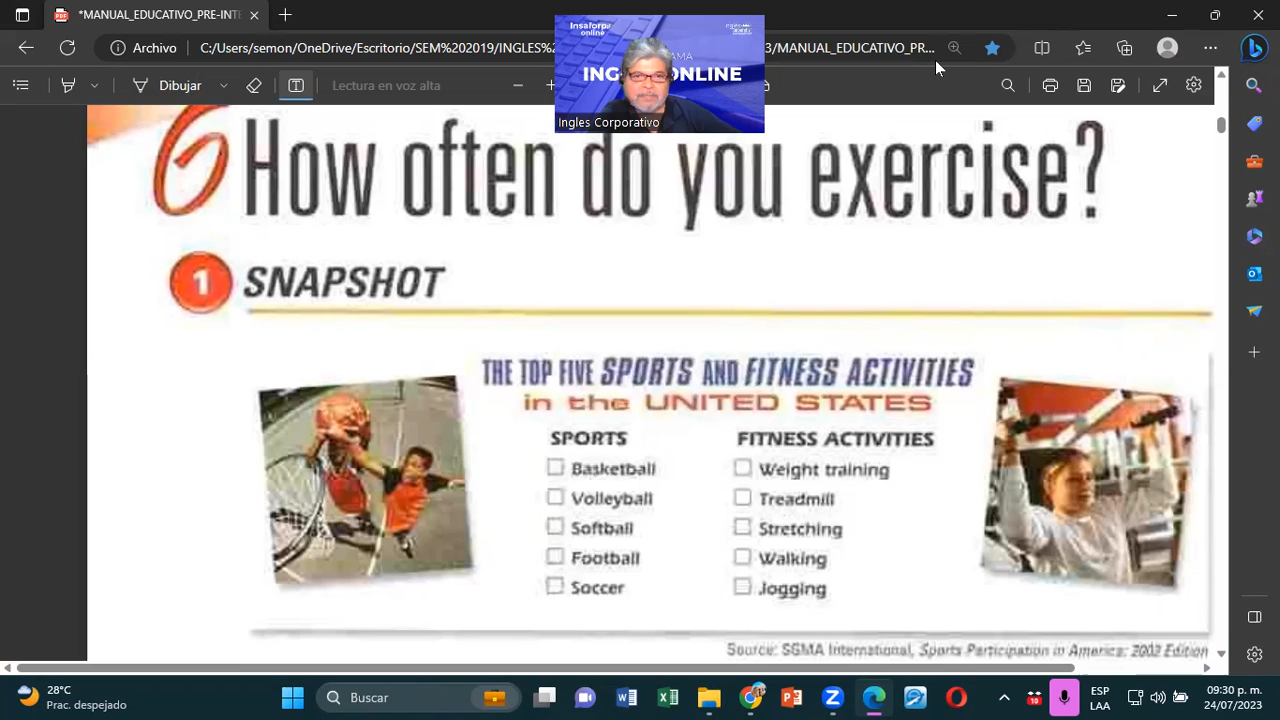 *MANUAL_EDUCATIVO_PRE-INTE
Archivo
C:/Users/semor/OneDrive/Escritorio/SEM%202019/INGLES%
3/MANUAL_EDUCATIVO_PR...
Dibujar
Lectura en voz alta
Insaforp
online
INGLES ONLINE
Ingles Corporativo
6 How often do you exercise?
1 SNAPSHOT
THE TOP FIVE SPORTS AND FITNESS ACTIVITIES
in the UNITED STATES
SPORTS
FITNESS ACTIVITIES
Basketball
Weight training
Volleyball
Treadmill
Softball
Stretching
Football
Walking
Soccer
Jogging
Source: SGMA International, Sports Participation in America: 2002 Edition
28°C
Prac. despejado
Buscar
10
ESP
LAA
09:30 p. m.
24/07/2023